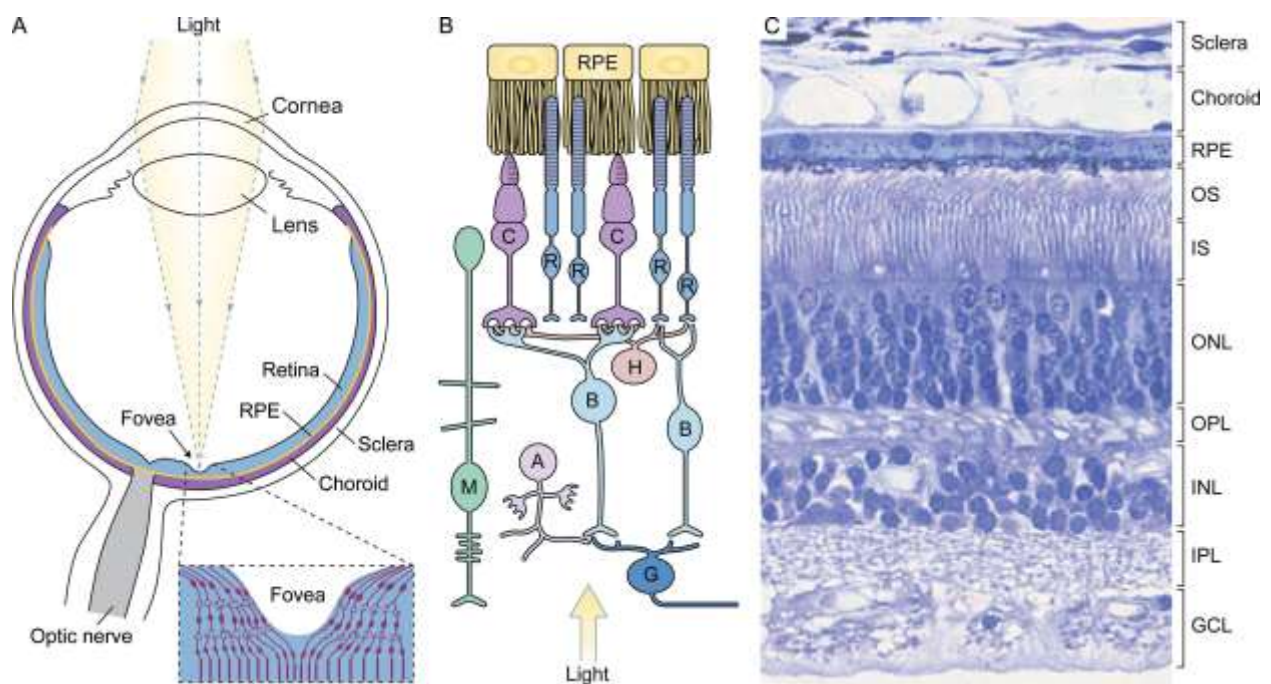 A
Light
Cornea
Lens
Retina
Fovea
RPE
Sclera
Choroid
Optic nerve
Fovea
B
RPE
C
C
R
R
R
R
H
B
B
A
M
G
Light
C
Sclera
Choroid
RPE
OS
IS
ONL
OPL
INL
IPL
GCL